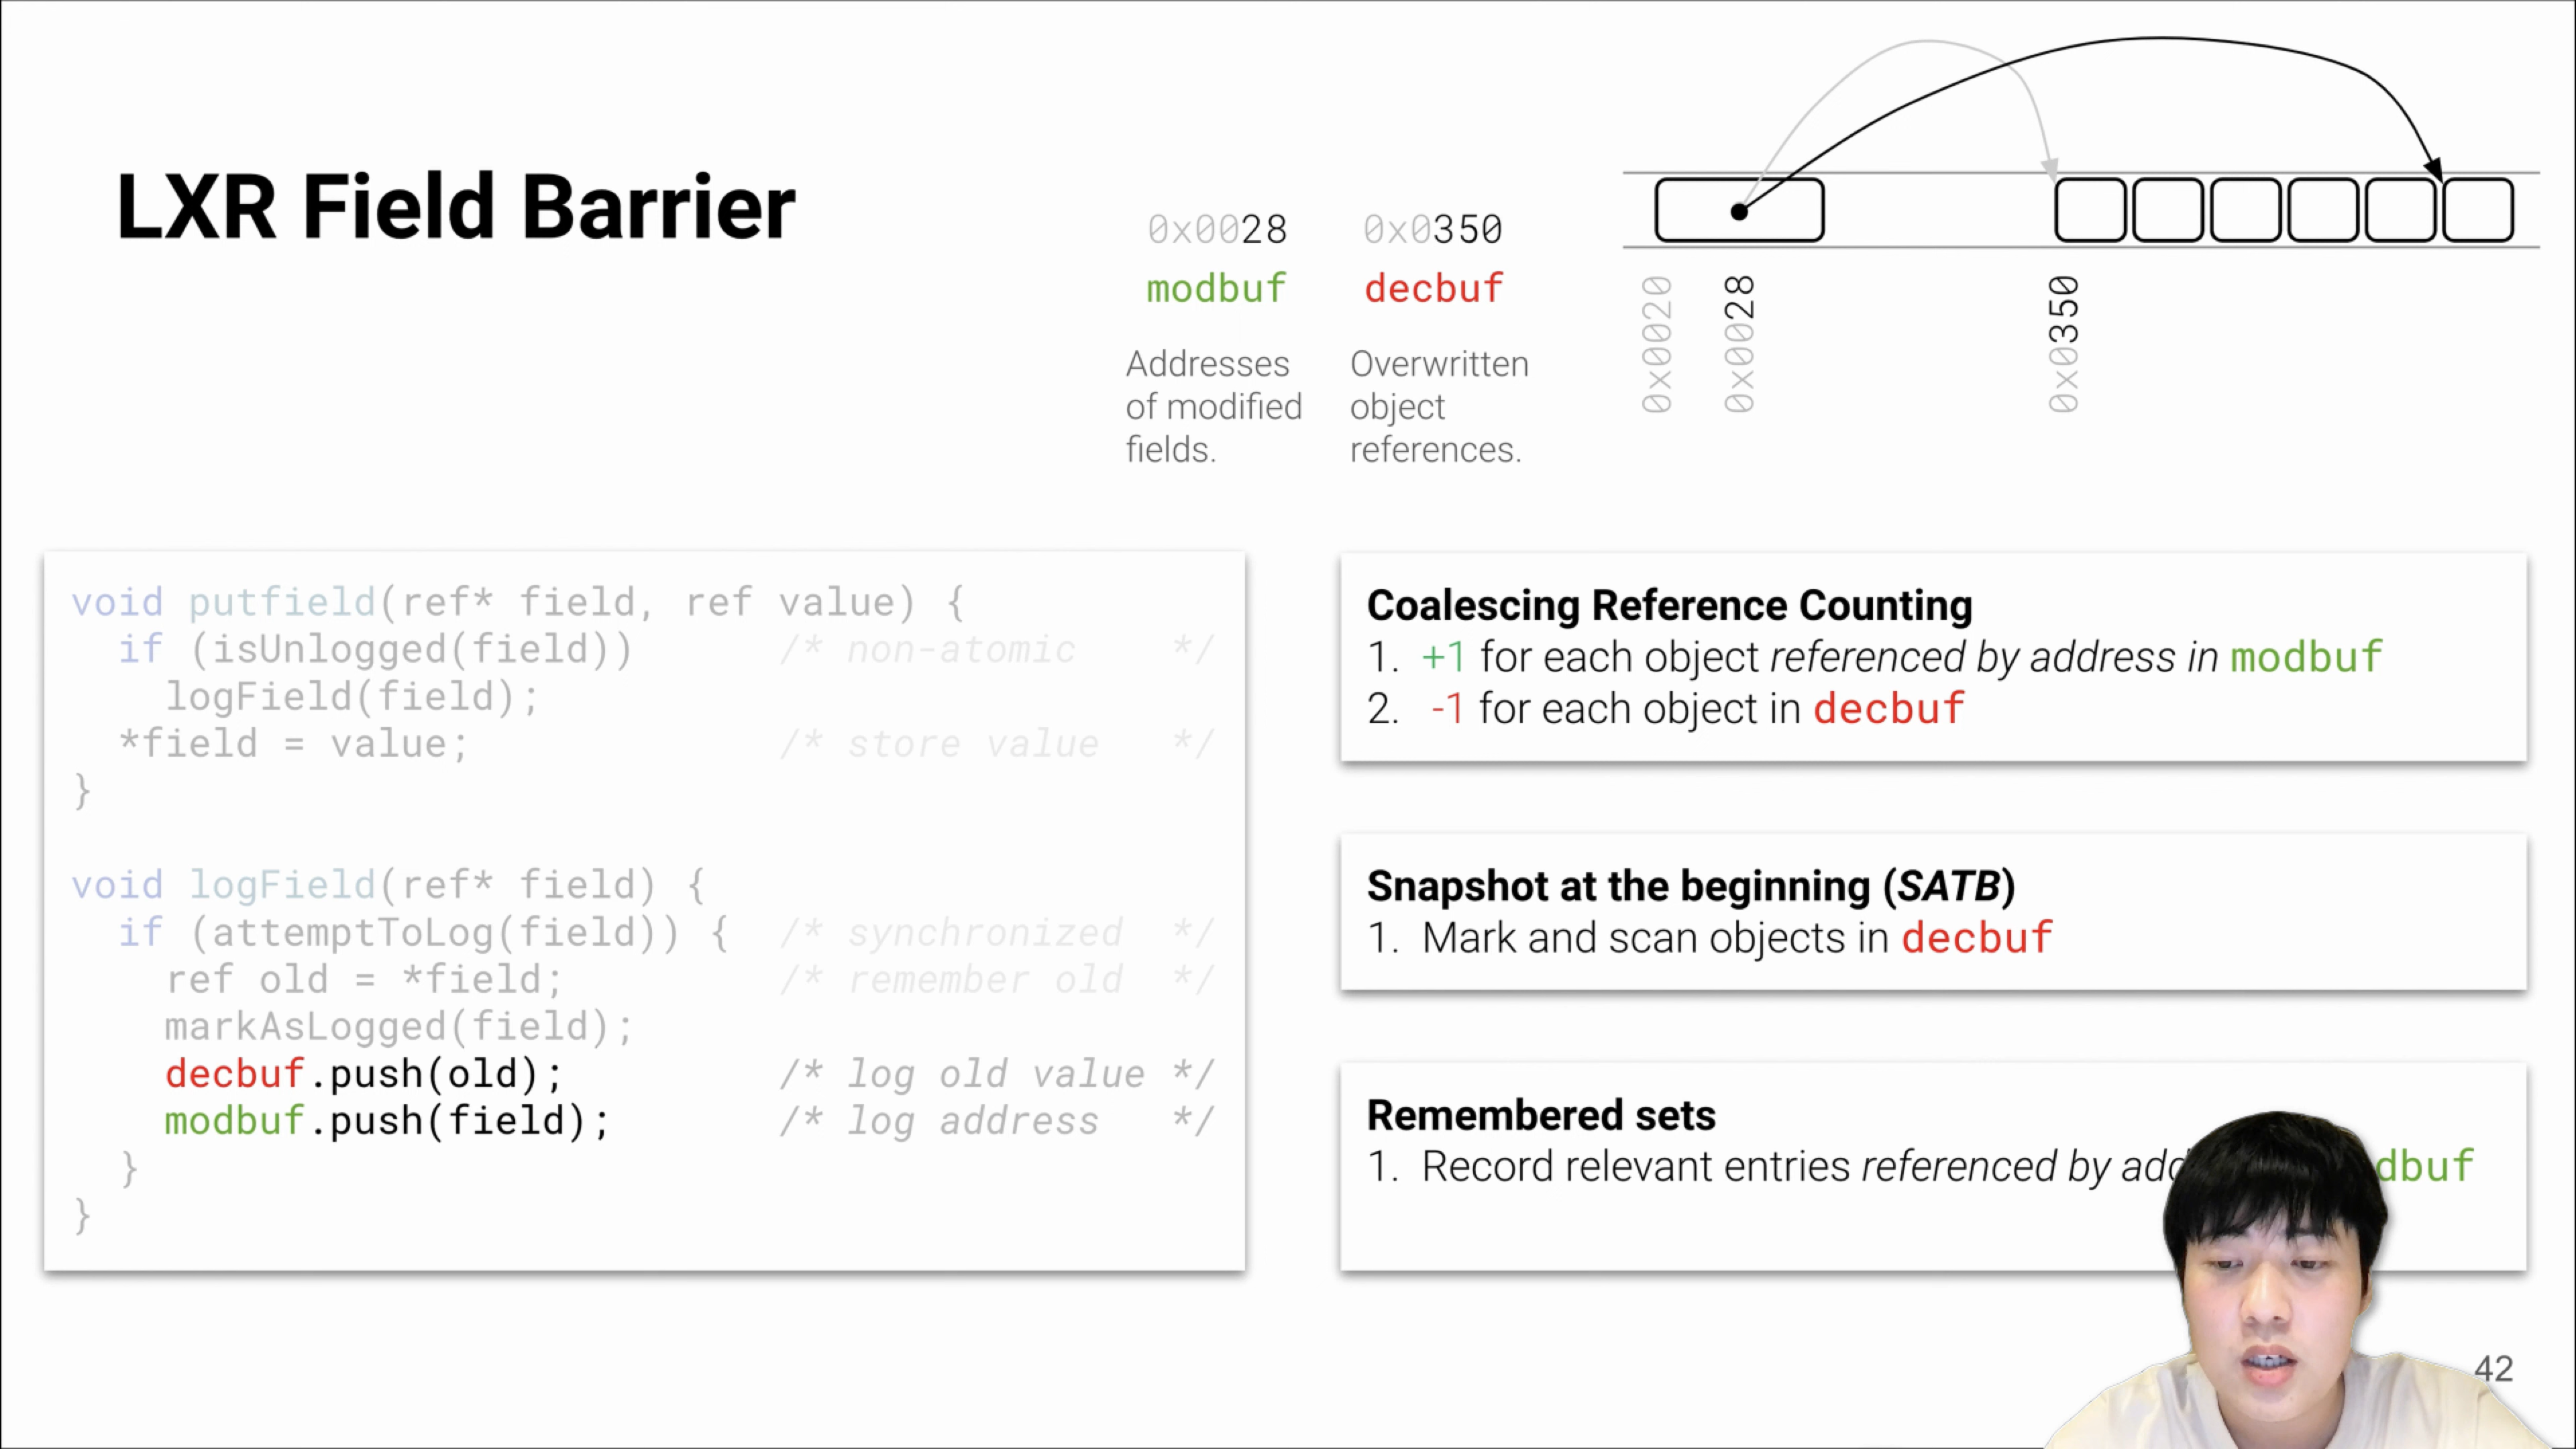 LXR Field Barrier
0x0028 0x0350
modbuf decbuf
Addresses
of modified
fields.
Overwritten
object
references.
0x0020
0x0028
0x0350
void putfield(ref* field, ref value) {
if (isUnlogged(field)) /* non-atomic */
logField(field);
*field = value; /* store value */
}
void logField(ref* field) {
if (attemptToLog(field)) { /* synchronized */
ref old = *field; /* remember old */
markAsLogged(field);
decbuf.push(old); /* log old value */
modbuf.push(field); /* log address */
}
}
Coalescing Reference Counting
1. +1 for each object referenced by address in modbuf
2. -1 for each object in decbuf
Snapshot at the beginning (SATB)
1. Mark and scan objects in decbuf
Remembered sets
1. Record relevant entries referenced by
42